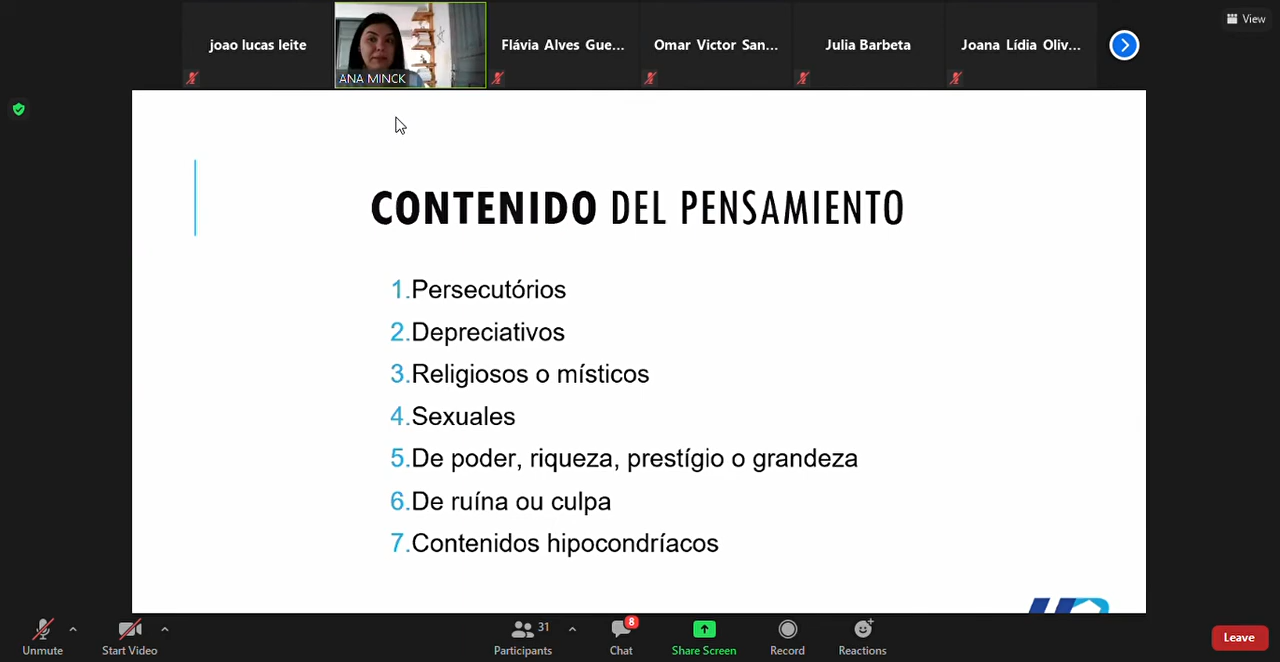 View
joao lucas leite
ANA MINCK
Flávia Alves Gue...
Omar Victor San...
Julia Barbeta
Joana Lídia Oliv...
CONTENIDO DEL PENSAMIENTO
1.Persecutórios
2.Depreciativos
3.Religiosos o místicos
4.Sexuales
5.De poder, riqueza, prestígio o grandeza
6.De ruína ou culpa
7.Contenidos hipocondríacos
Unmute
Start Video
31
Participants
8
Chat
Share Screen
Record
Reactions
Leave